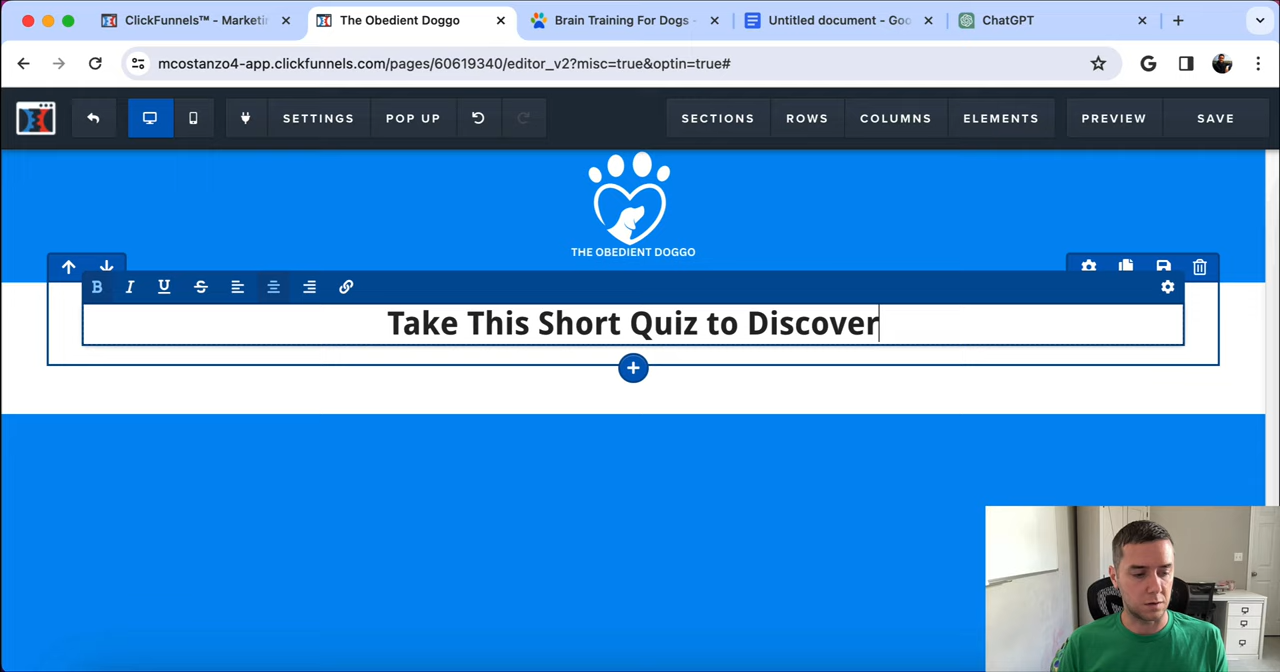 ClickFunnels™ - Marketi
The Obedient Doggo
Brain Training For Dogs -
Untitled document - Goo
ChatGPT
mcostanzo4-app.clickfunnels.com/pages/60619340/editor_v2?misc=true&optin=true#
SETTINGS
POP UP
SECTIONS
ROWS
COLUMNS
ELEMENTS
PREVIEW
SAVE
THE OBEDIENT DOGGO
B I U S
Take This Short Quiz to Discover